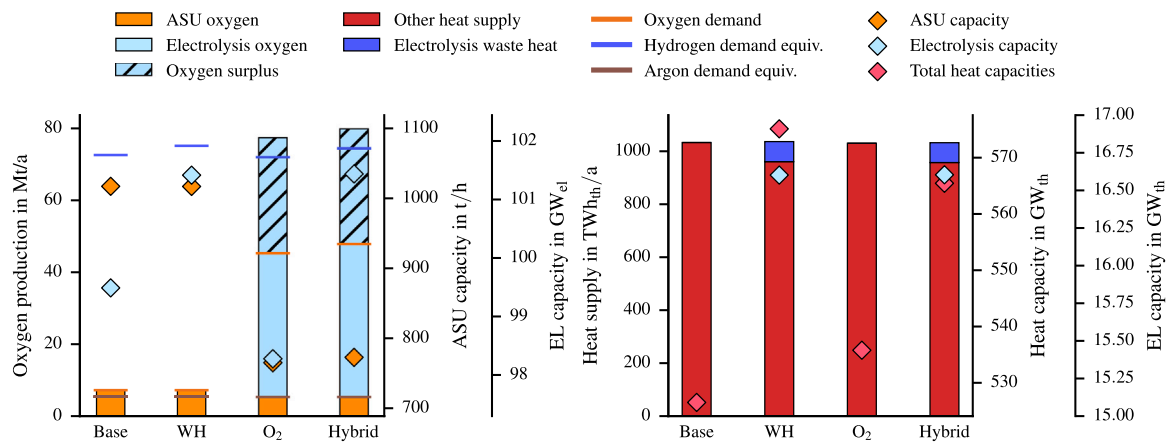 ASU oxygen
Electrolysis oxygen
Oxygen surplus
Other heat supply
Electrolysis waste heat
Oxygen demand
Hydrogen demand equiv.
Argon demand equiv.
ASU capacity
Electrolysis capacity
Total heat capacities
Oxygen production in Mt/a
80
60
40
20
0
Base
WH
O₂
Hybrid
1100
1000
900
800
700
ASU capacity in t/h
102
101
100
99
98
EL capacity in GWₑₗ
Heat supply in TWhₜₕ/a
1000
800
600
400
200
0
Base
WH
O₂
Hybrid
570
560
550
540
530
Heat capacity in GWₜₕ
17.00
16.75
16.50
16.25
16.00
15.75
15.50
15.25
15.00
EL capacity in GWₜₕ